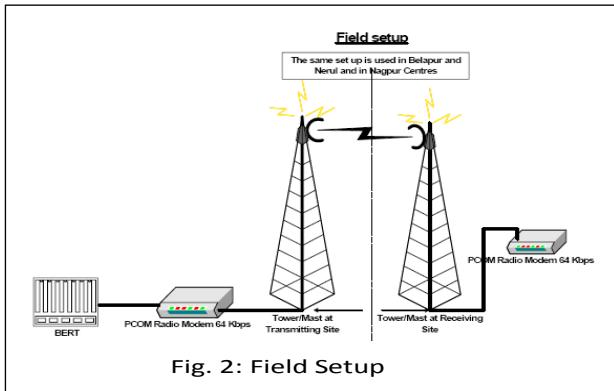 Field setup
The same set up is used in Belapur and
Nerul and in Nagpur Centres
PCOM Radio Modem 64 Kbps
BERT
PCOM Radio Modem 64 Kbps
Tower/Mast at
Transmitting Site
Tower/Mast at Receiving
Site
Fig. 2: Field Setup